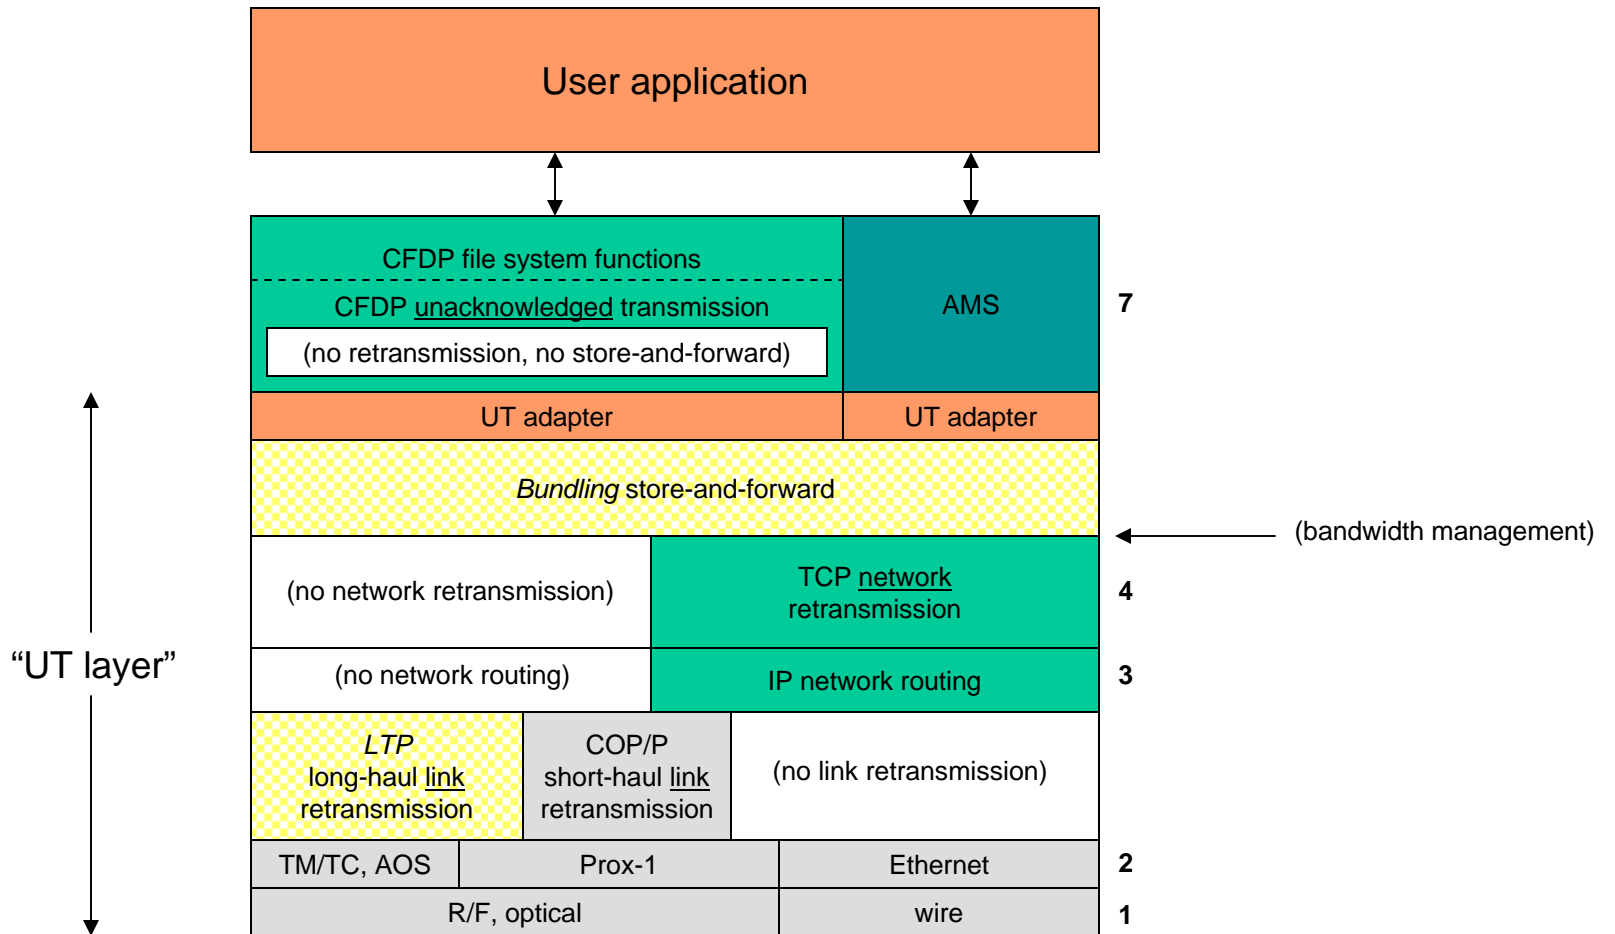 User application
CFDP file system functions
CFDP unacknowledged transmission
(no retransmission, no store-and-forward)
AMS
7
UT adapter
UT adapter
Bundling store-and-forward
(bandwidth management)
(no network retransmission)
TCP network
retransmission
4
“UT layer”
(no network routing)
IP network routing
3
LTP
long-haul link
retransmission
COP/P
short-haul link
retransmission
(no link retransmission)
TM/TC, AOS
Prox-1
Ethernet
2
R/F, optical
wire
1